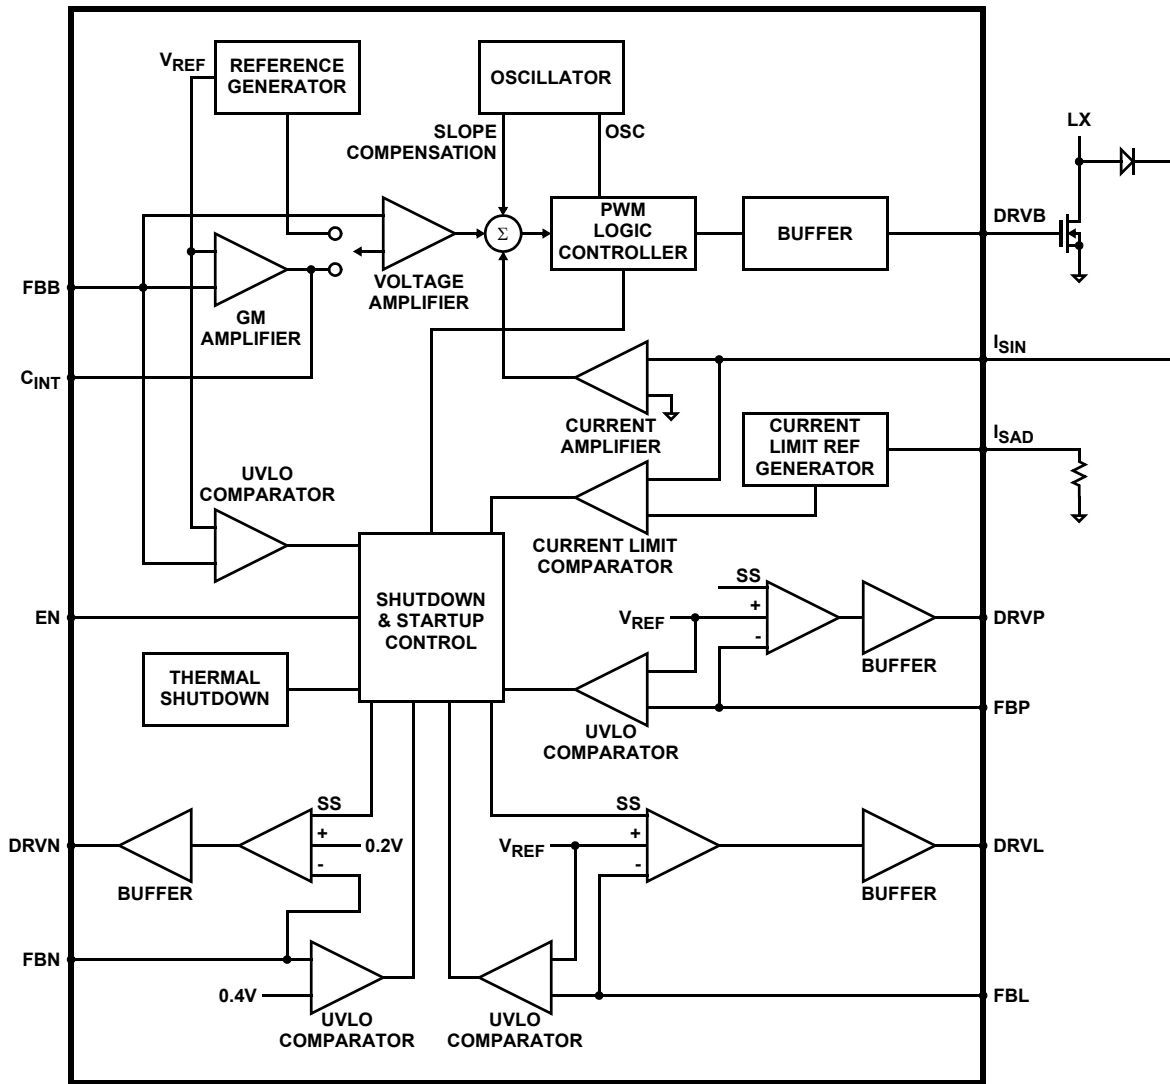 VREF
REFERENCE
GENERATOR
OSCILLATOR
SLOPE
COMPENSATION
OSC
LX
PWM
LOGIC
CONTROLLER
BUFFER
DRVB
Σ
VOLTAGE
AMPLIFIER
FBB
GM
AMPLIFIER
ISIN
CINT
CURRENT
AMPLIFIER
CURRENT
LIMIT REF
GENERATOR
ISAD
UVLO
COMPARATOR
CURRENT LIMIT
COMPARATOR
SHUTDOWN
& STARTUP
CONTROL
EN
SS
VREF
+
-
BUFFER
DRVP
THERMAL
SHUTDOWN
UVLO
COMPARATOR
FBP
SS
+
0.2V
-
DRVN
BUFFER
SS
VREF
+
-
BUFFER
DRVL
FBN
0.4V
UVLO
COMPARATOR
UVLO
COMPARATOR
FBL